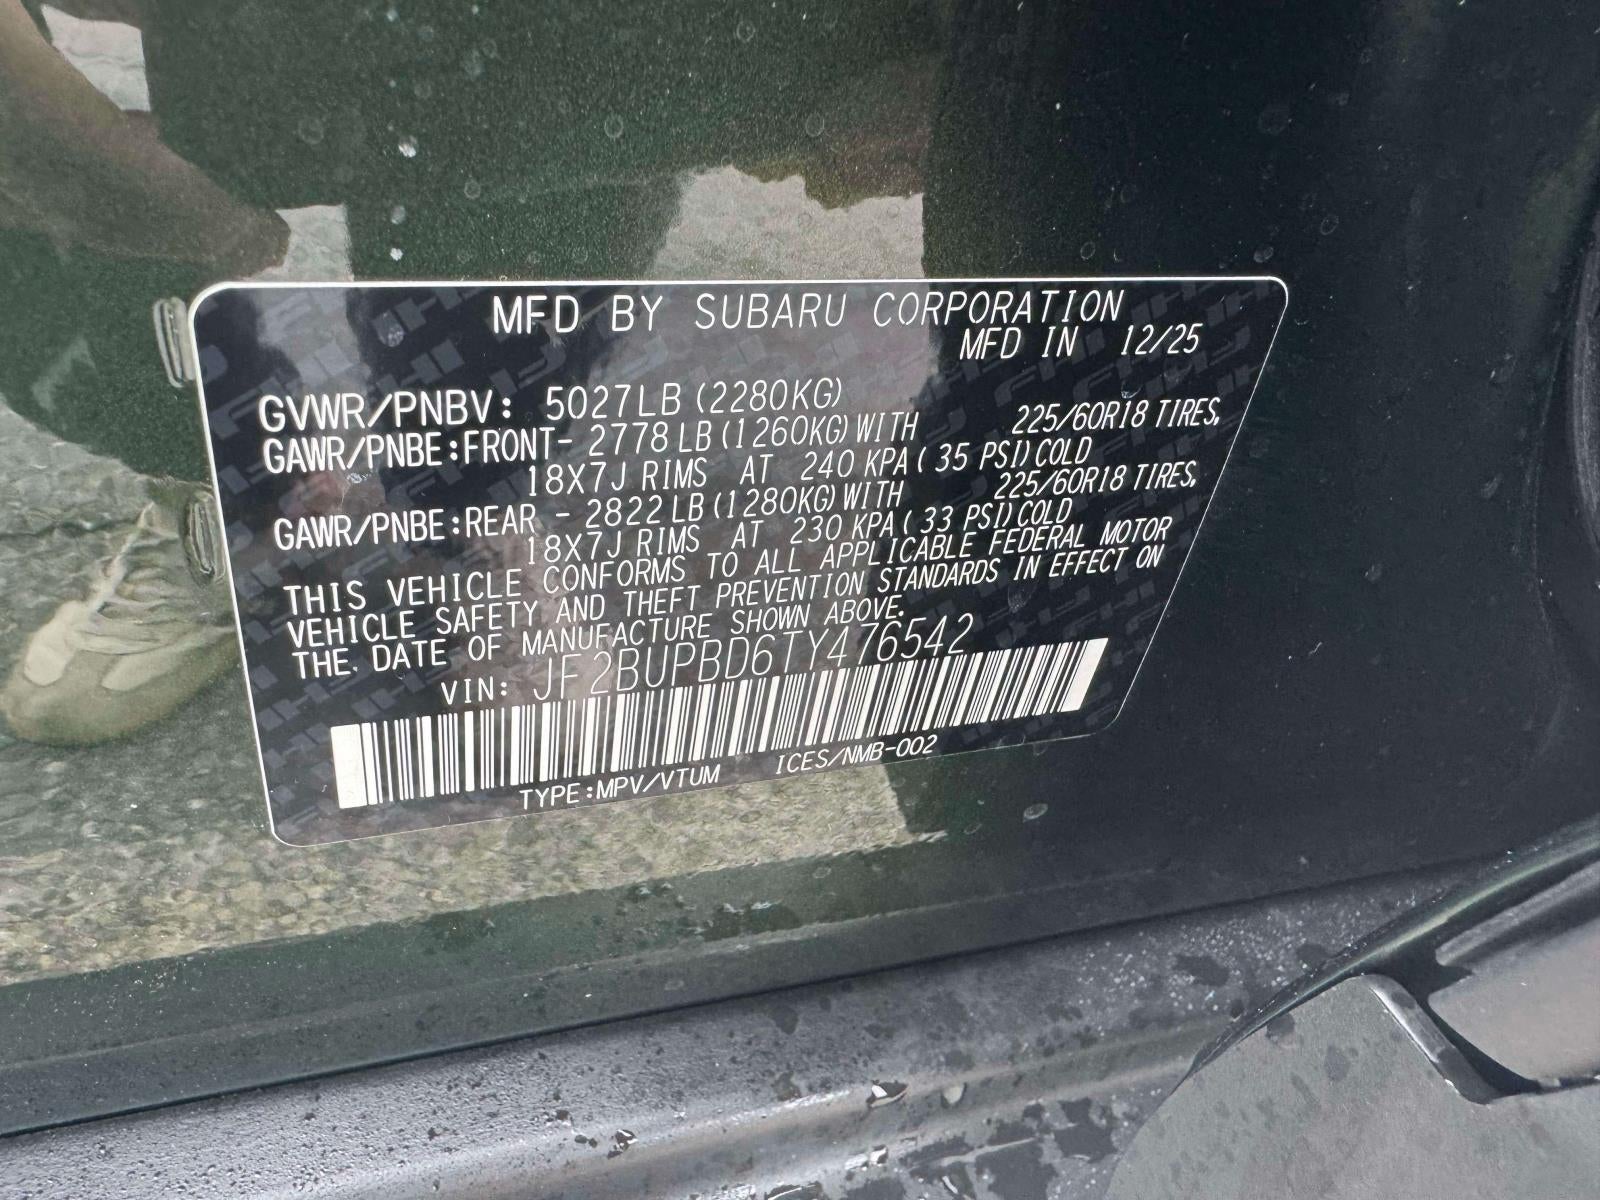 MFD BY SUBARU CORPORATION
MFD IN 12/25
GVWR/PNBV: 5027LB (2280KG)
GAWR/PNBE:FRONT- 2778 LB (1260KG) WITH 225/60R18 TIRES,
18X7J RIMS AT 240 KPA ( 35 PSI) COLD
GAWR/PNBE:REAR - 2822 LB (1280KG) WITH 225/60R18 TIRES,
18X7J RIMS AT 230 KPA ( 33 PSI) COLD
THIS VEHICLE CONFORMS TO ALL APPLICABLE FEDERAL MOTOR
VEHICLE SAFETY AND THEFT PREVENTION STANDARDS IN EFFECT ON
THE DATE OF MANUFACTURE SHOWN ABOVE.
VIN: JF2BUPBD6TY476542
TYPE:MPV/VTUM ICES/NMB-002